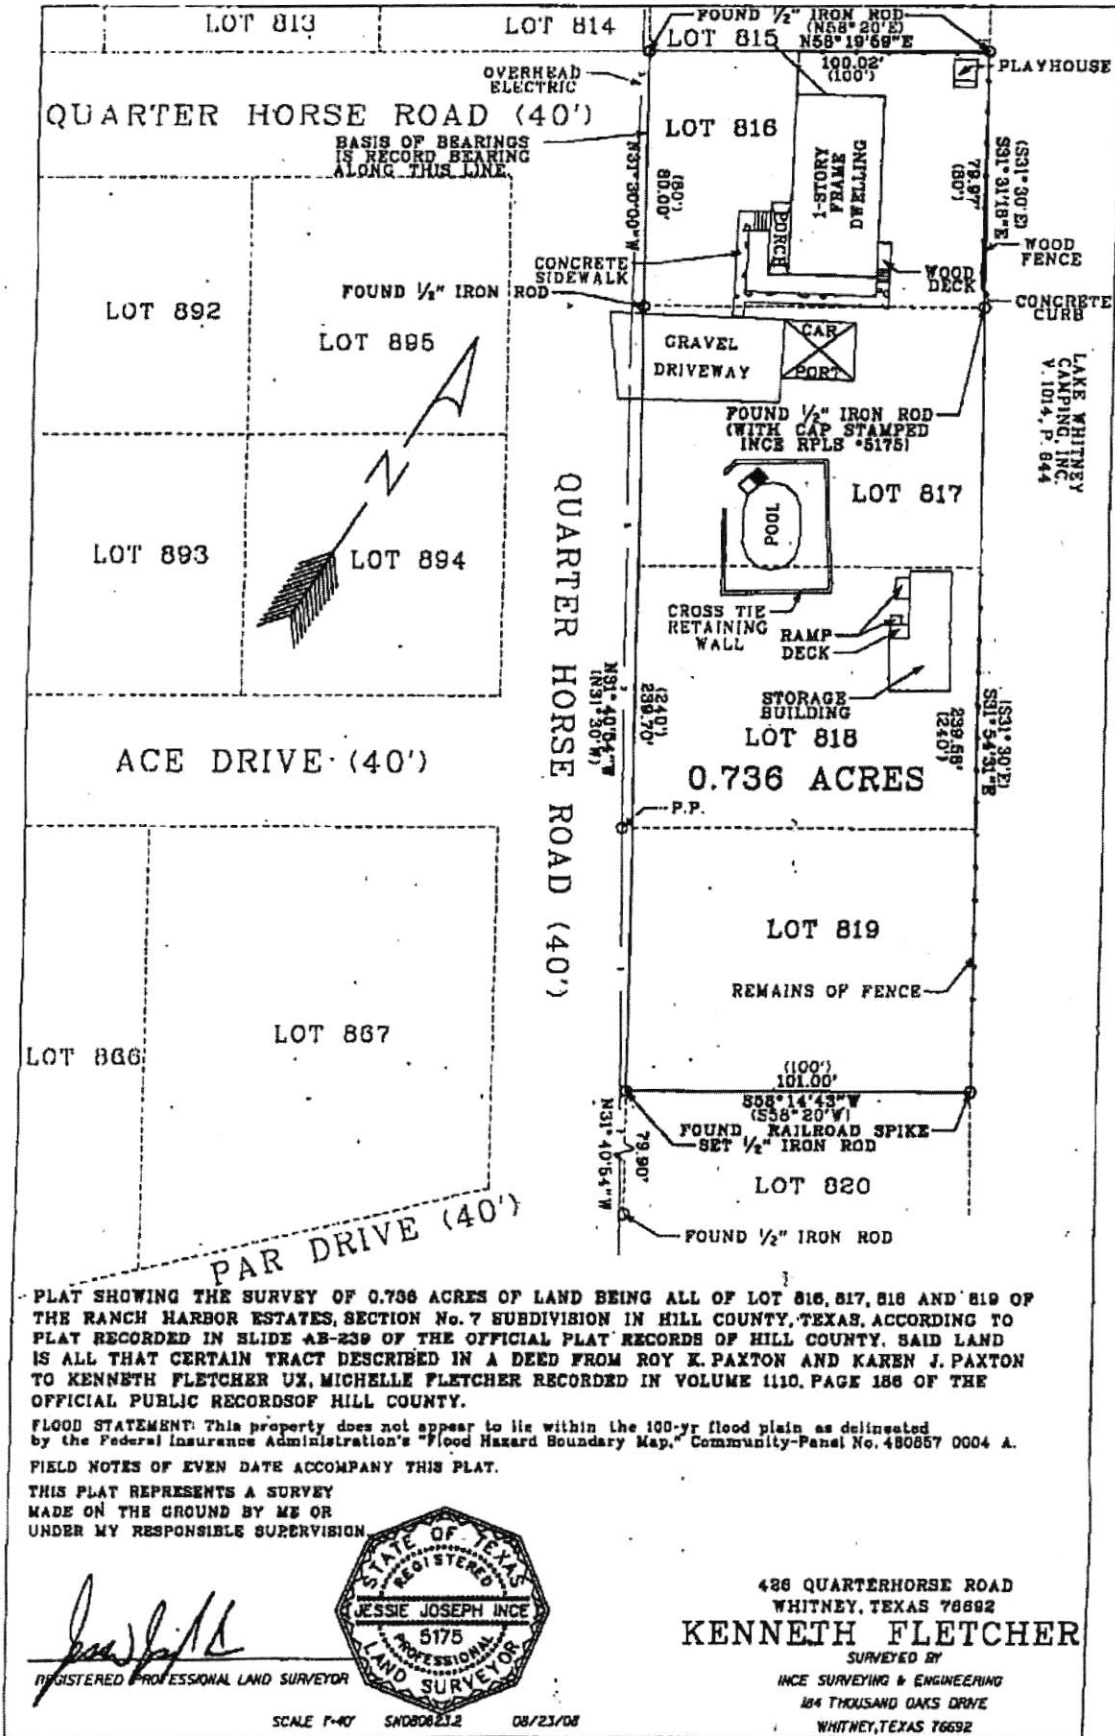 LOT 813
LOT 814
FOUND 1/2" IRON ROD
(N58°20'E)
N58°19'59"E
LOT 815
100.02'
(100')
PLAYHOUSE
OVERHEAD
ELECTRIC
QUARTER HORSE ROAD (40')
BASIS OF BEARINGS
IS RECORD BEARING
ALONG THIS LINE.
LOT 816
N31°30'00"W
(80')
80.00'
1-STORY
FRAME
DWELLING
PORCH
(S31°30'E)
S31°31'18"E
79.97'
(80')
WOOD
FENCE
CONCRETE
SIDEWALK
WOOD
DECK
FOUND 1/2" IRON ROD
CONCRETE
CURB
LOT 892
LOT 895
GRAVEL
DRIVEWAY
CAR
PORT
LAKE WHITNEY
CAMPING, INC.
V. 1014, P. 844
FOUND 1/2" IRON ROD
(WITH CAP STAMPED
INCE RPLS #5175)
N
LOT 817
POOL
LOT 893
LOT 894
QUARTER HORSE ROAD (40')
CROSS TIE
RETAINING
WALL
RAMP
DECK
STORAGE
BUILDING
N31°40'54"W
(N31°30'W)
(240')
239.70'
(S31°30'E)
S31°54'31"E
239.58'
(240')
LOT 818
0.736 ACRES
ACE DRIVE (40')
P.P.
LOT 819
REMAINS OF FENCE
LOT 866
LOT 867
(100')
101.00'
S58°14'43"W
(S58°20'W)
FOUND RAILROAD SPIKE
SET 1/2" IRON ROD
N31°40'54"W
79.90'
LOT 820
PAR DRIVE (40')
FOUND 1/2" IRON ROD
PLAT SHOWING THE SURVEY OF 0.736 ACRES OF LAND BEING ALL OF LOT 816, 817, 818 AND 819 OF
THE RANCH HARBOR ESTATES, SECTION No. 7 SUBDIVISION IN HILL COUNTY, TEXAS, ACCORDING TO
PLAT RECORDED IN SLIDE AB-239 OF THE OFFICIAL PLAT RECORDS OF HILL COUNTY. SAID LAND
IS ALL THAT CERTAIN TRACT DESCRIBED IN A DEED FROM ROY K. PAXTON AND KAREN J. PAXTON
TO KENNETH FLETCHER UX, MICHELLE FLETCHER RECORDED IN VOLUME 1110, PAGE 186 OF THE
OFFICIAL PUBLIC RECORDSOF HILL COUNTY.
FLOOD STATEMENT: This property does not appear to lie within the 100-yr flood plain as delineated
by the Federal Insurance Administration's "Flood Hazard Boundary Map," Community-Panel No. 480857 0004 A.
FIELD NOTES OF EVEN DATE ACCOMPANY THIS PLAT.
THIS PLAT REPRESENTS A SURVEY
MADE ON THE GROUND BY ME OR
UNDER MY RESPONSIBLE SUPERVISION.
STATE OF TEXAS
REGISTERED
JESSIE JOSEPH INCE
5175
PROFESSIONAL
LAND SURVEYOR
REGISTERED PROFESSIONAL LAND SURVEYOR
SCALE 1"=40'
08/23/08
426 QUARTERHORSE ROAD
WHITNEY, TEXAS 76692
KENNETH FLETCHER
SURVEYED BY
INCE SURVEYING & ENGINEERING
184 THOUSAND OAKS DRIVE
WHITNEY, TEXAS 76692